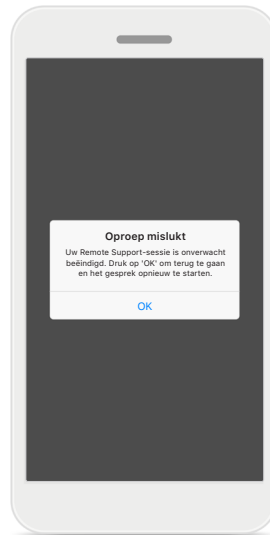 Oproep mislukt
Uw Remote Support-sessie is onverwacht
beëindigd. Druk op 'OK' om terug te gaan
en het gesprek opnieuw te starten.
OK